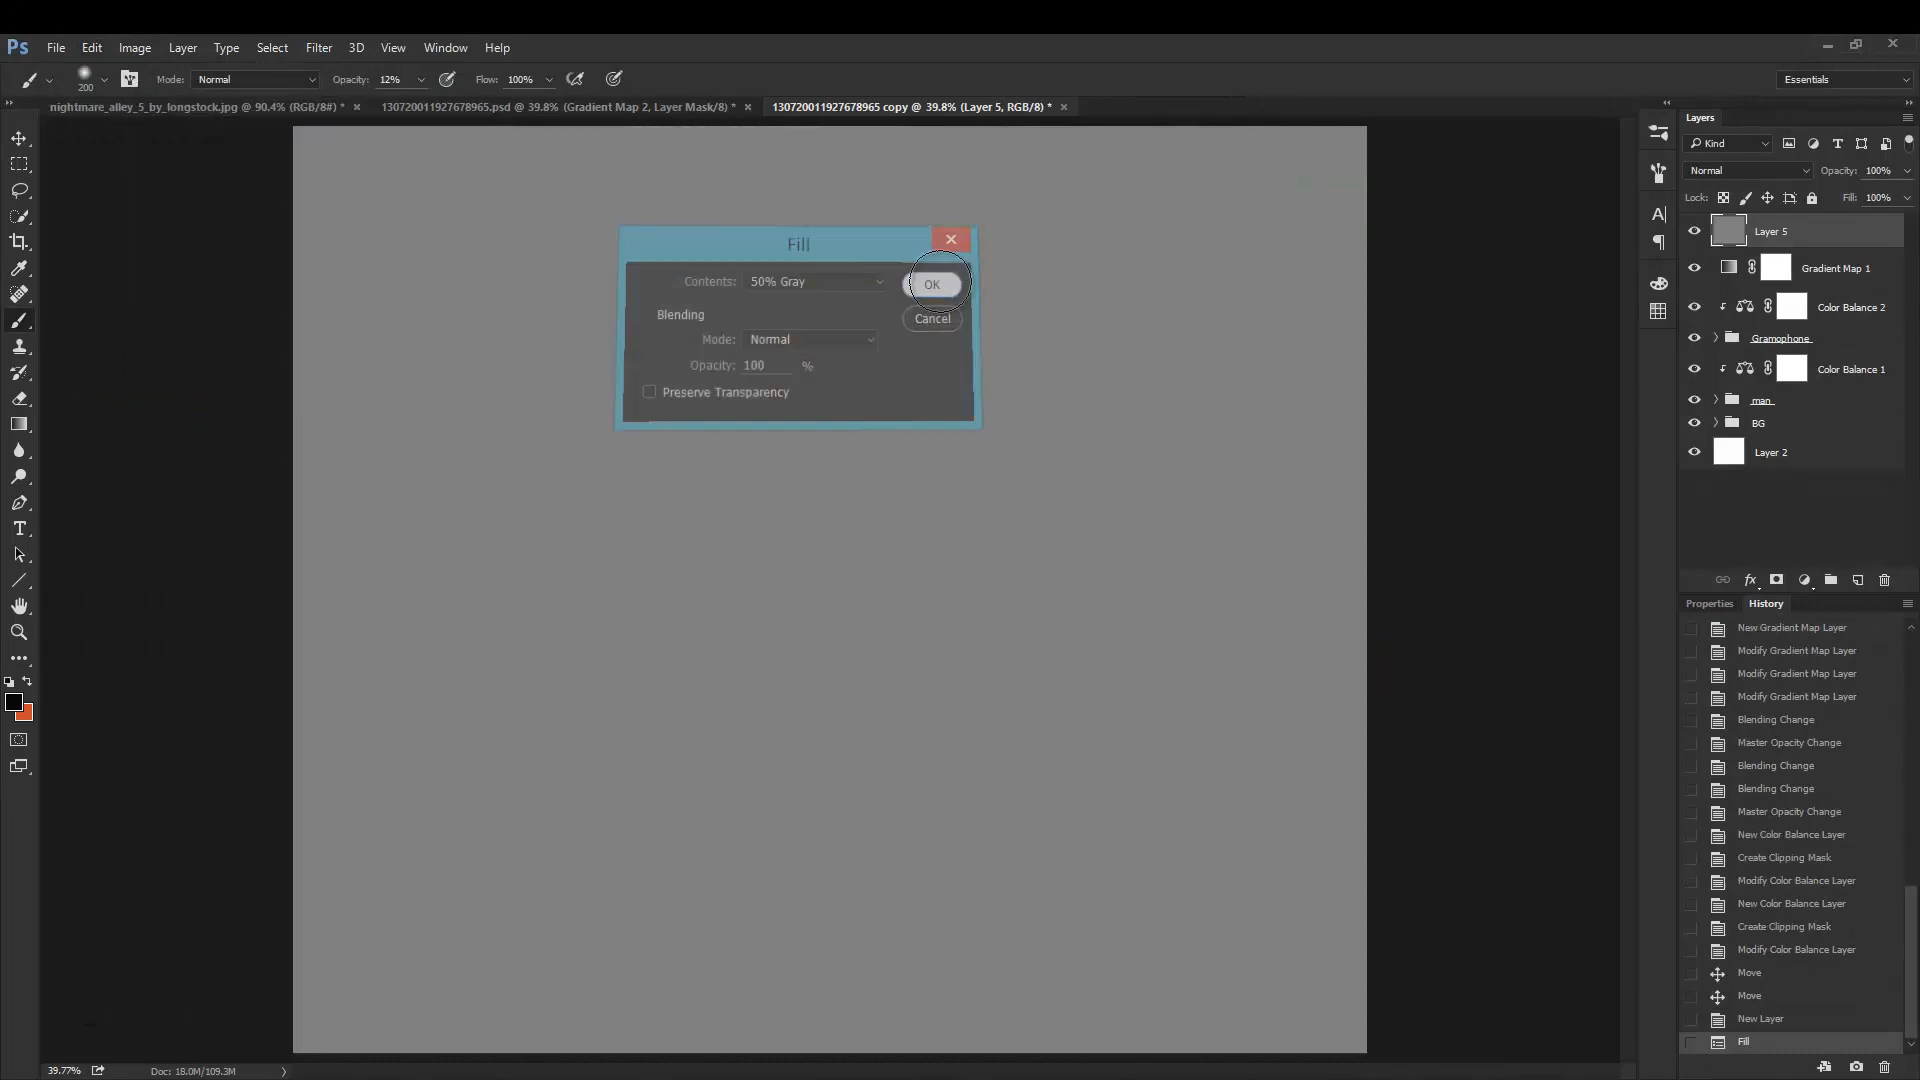 Ps File Edit Image Layer Type Select Filter 3D View Window Help
200 Mode: Normal Opacity: 12% Flow: 100% Essentials
nightmare_alley_5_by_longstock.jpg @ 90.4% (RGB/8#) * × 130720011927678965.psd @ 39.8% (Gradient Map 2, Layer Mask/8) * × 130720011927678965 copy @ 39.8% (Layer 5, RGB/8) * ×
Fill
Contents: 50% Gray
OK
Blending
Cancel
Mode: Normal
Opacity: 100 %
Preserve Transparency
Layers
Kind
Normal Opacity: 100%
Lock: Fill: 100%
Layer 5
Gradient Map 1
Color Balance 2
Gramophone
Color Balance 1
man
BG
Layer 2
fx
Properties History
New Gradient Map Layer
Modify Gradient Map Layer
Modify Gradient Map Layer
Modify Gradient Map Layer
Blending Change
Master Opacity Change
Blending Change
Blending Change
Master Opacity Change
New Color Balance Layer
Create Clipping Mask
Modify Color Balance Layer
New Color Balance Layer
Create Clipping Mask
Modify Color Balance Layer
Move
Move
New Layer
Fill
39.77% Doc: 18.0M/109.3M